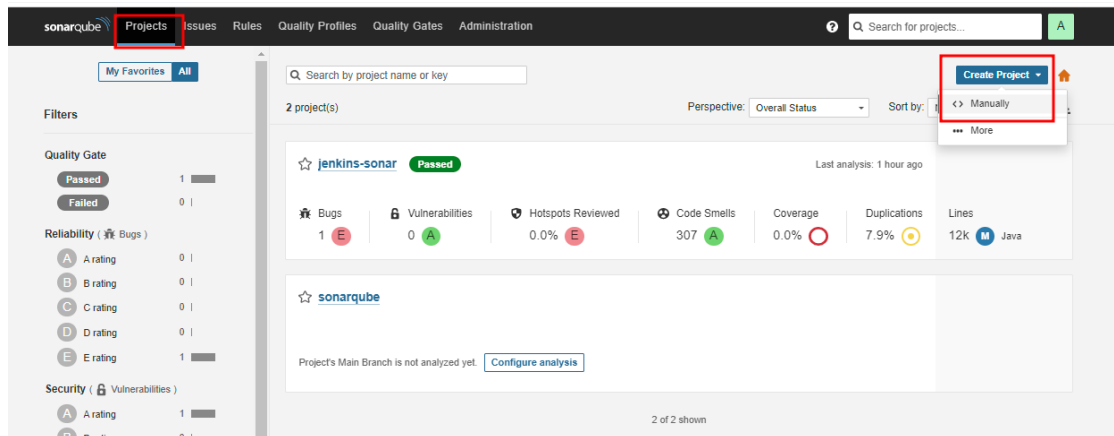 sonarqube Projects Issues Rules Quality Profiles Quality Gates Administration ? Search for projects... A
My Favorites All
Search by project name or key
Create Project
2 project(s)
Perspective: Overall Status Sort by:
Manually
More
Filters
Quality Gate
Passed 1
Failed 0
Reliability ( Bugs )
A A rating 0
B B rating 0
C C rating 0
D D rating 0
E E rating 1
Security ( Vulnerabilities )
A A rating 1
jenkins-sonar Passed
Last analysis: 1 hour ago
Bugs Vulnerabilities Hotspots Reviewed Code Smells Coverage Duplications Lines
1 E 0 A 0.0% E 307 A 0.0% 7.9% 12K M Java
sonarqube
Project's Main Branch is not analyzed yet. Configure analysis
2 of 2 shown